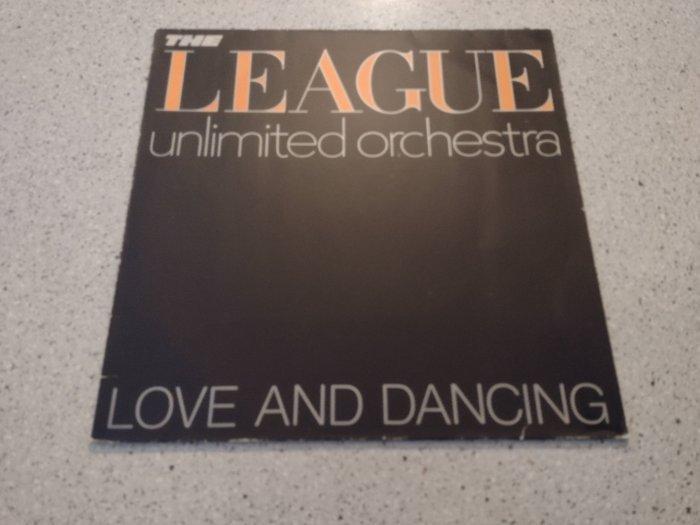 THE
LEAGUE
unlimited orchestra
LOVE AND DANCING